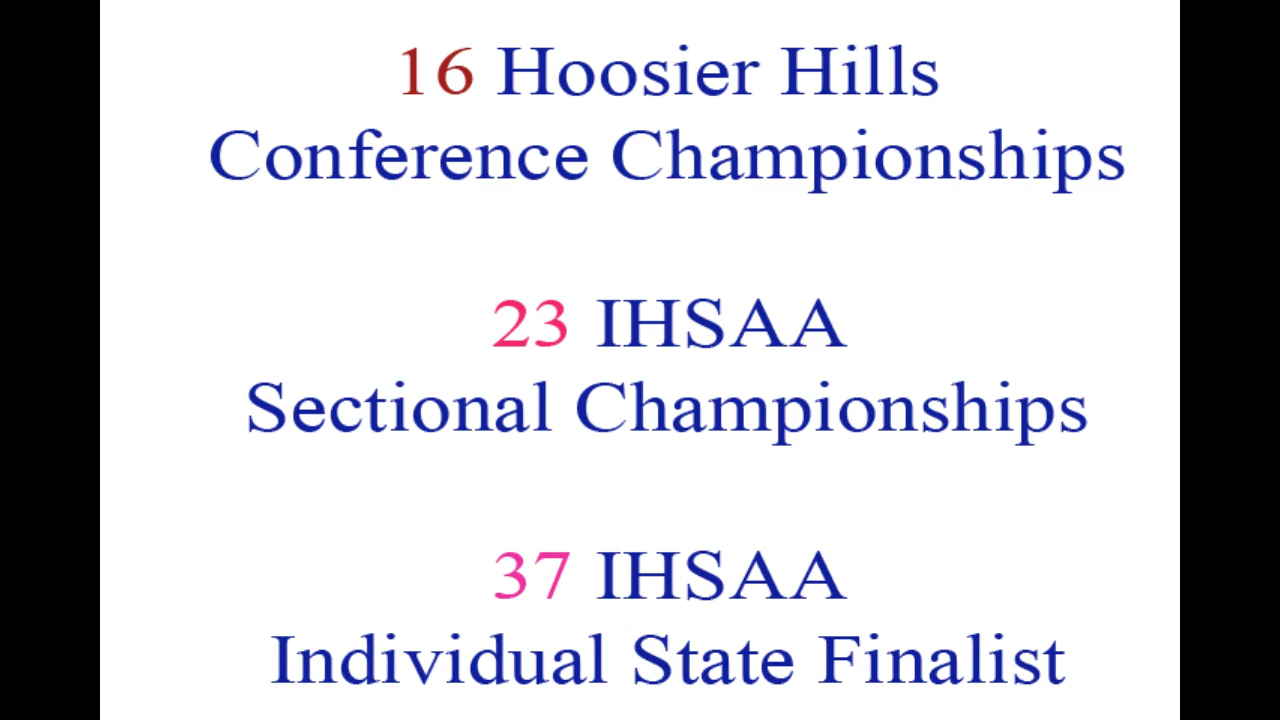 16 Hoosier Hills
Conference Championships
23 IHSAA
Sectional Championships
37 IHSAA
Individual State Finalist